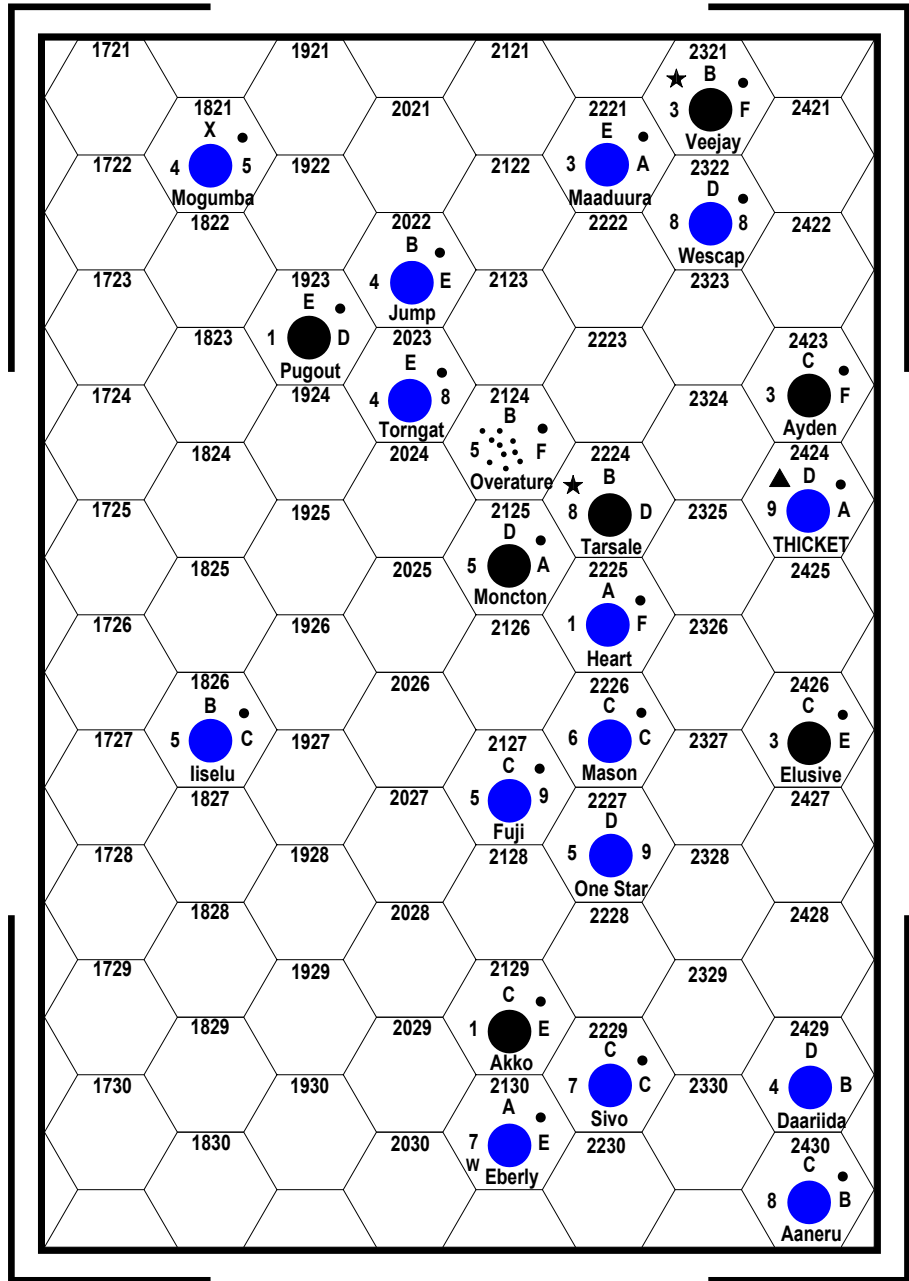 1721
1921
2121
2321
B
3 F
Veejay
1821
X
4 5
Mogumba
2021
2221
E
3 A
Maaduura
2421
1722
1922
2122
2322
D
8 8
Wescap
1822
2022
B
4 E
Jump
2222
2422
1723
1923
E
1 D
Pugout
2123
2323
1823
2023
E
4 8
Torngat
2223
2423
C
3 F
Ayden
1724
1924
2124
B
5 F
Overature
2324
1824
2024
2224
B
8 D
Tarsale
2424
D
9 A
THICKET
1725
1925
2125
D
5 A
Moncton
2325
1825
2025
2225
A
1 F
Heart
2425
1726
1926
2126
2326
1826
B
5 C
Iiselu
2026
2226
C
6 C
Mason
2426
C
3 E
Elusive
1727
1927
2127
C
5 9
Fuji
2327
1827
2027
2227
D
5 9
One Star
2427
1728
1928
2128
2328
1828
2028
2228
2428
1729
1929
2129
C
1 E
Akko
2329
1829
2029
2229
C
7 C
Sivo
2429
D
4 B
Daariida
1730
1930
2130
A
7 E
W
Eberly
2330
1830
2030
2230
2430
C
8 B
Aaneru